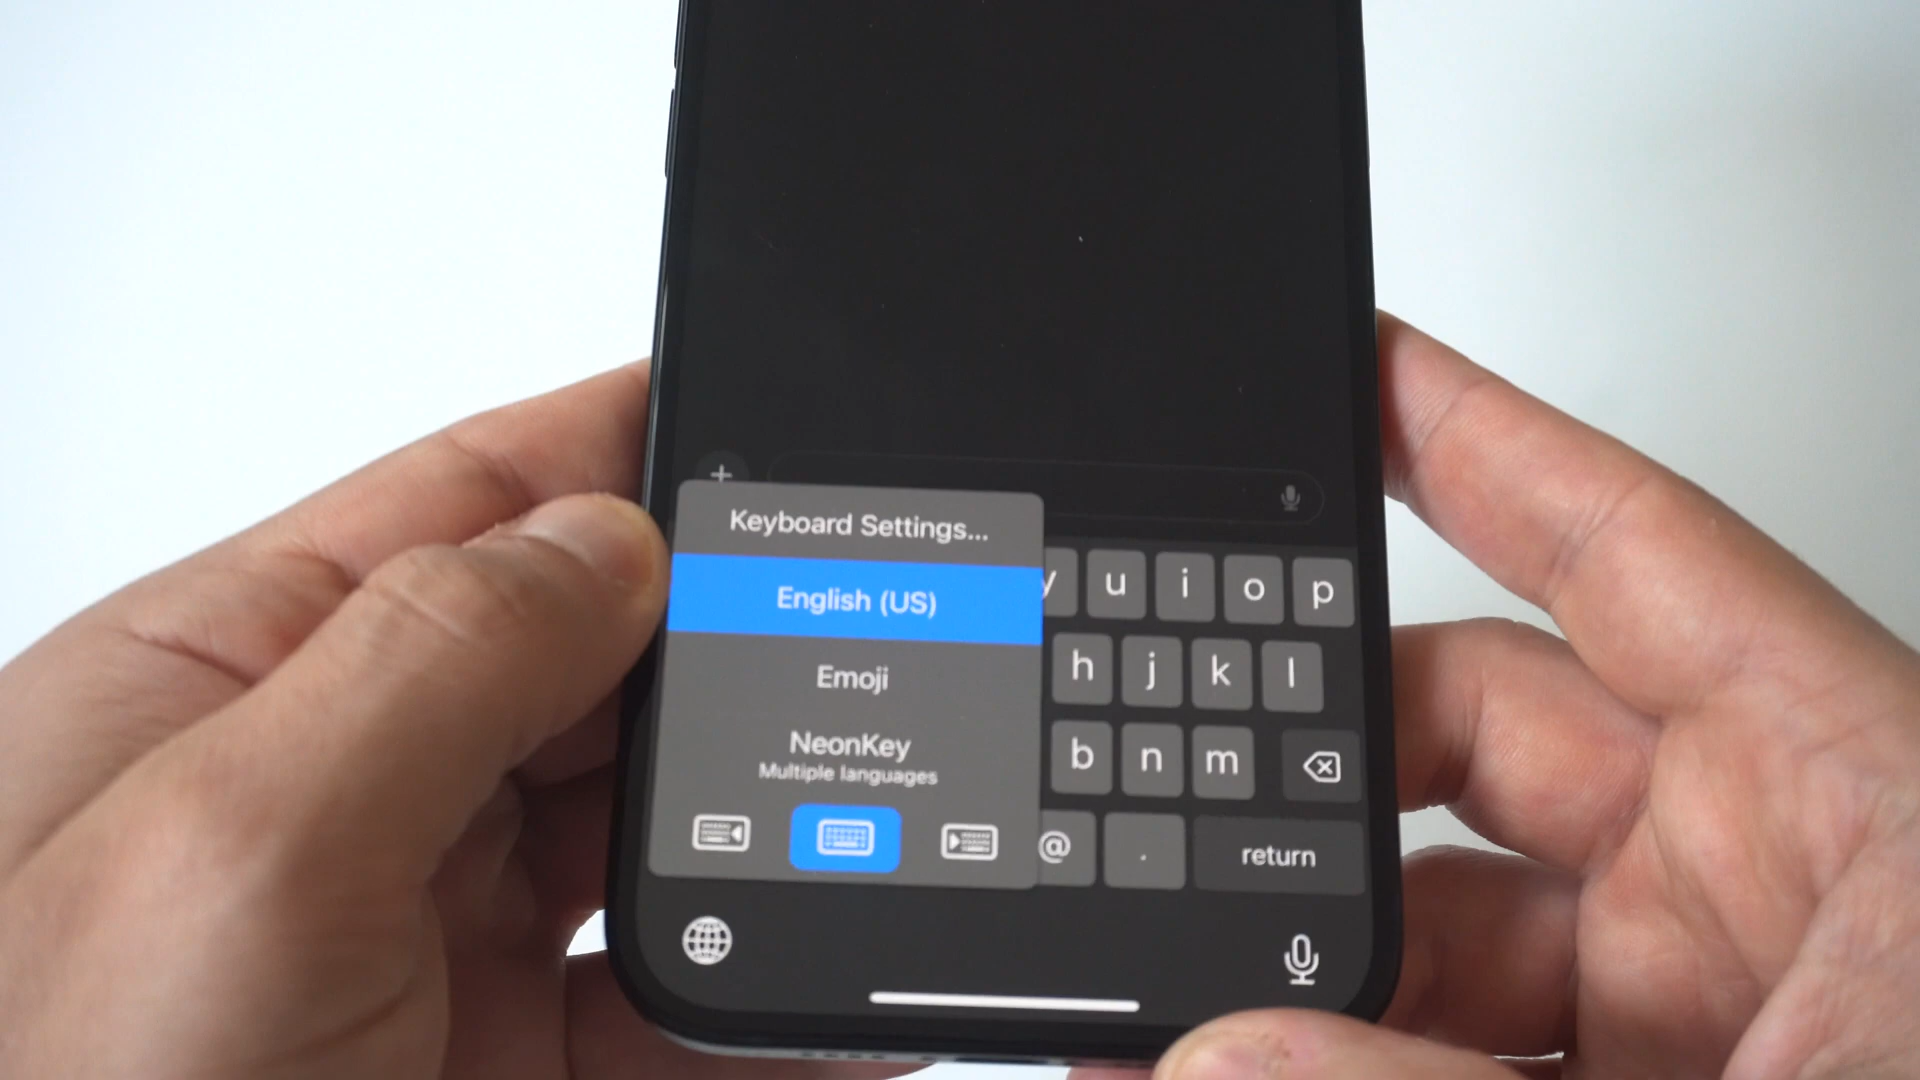 Keyboard Settings...
English (US)
Emoji
NeonKey
Multiple languages
y u i o p
h j k l
b n m
@ . return